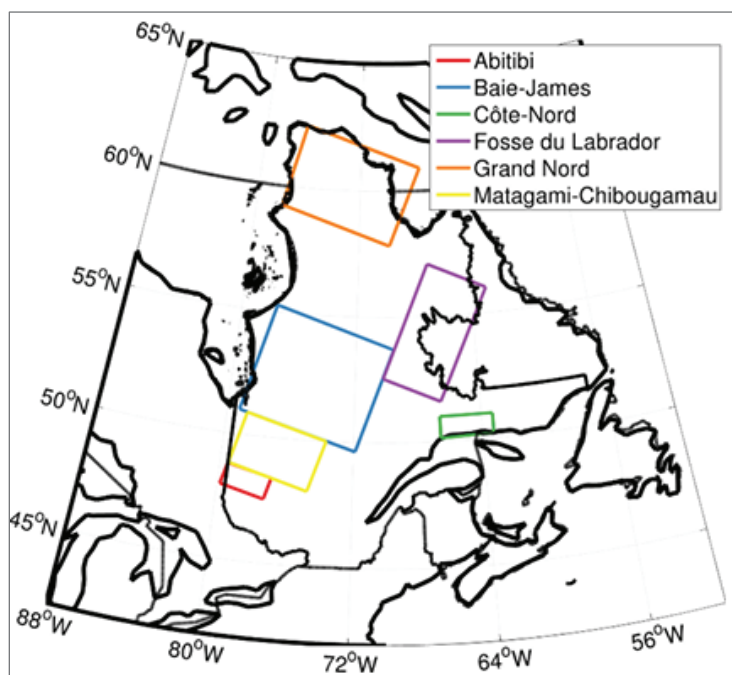 65°N
Abitibi
Baie-James
Côte-Nord
Fosse du Labrador
Grand Nord
Matagami-Chibougamau
60°N
55°N
50°N
45°N
88°W
80°W
72°W
64°W
56°W